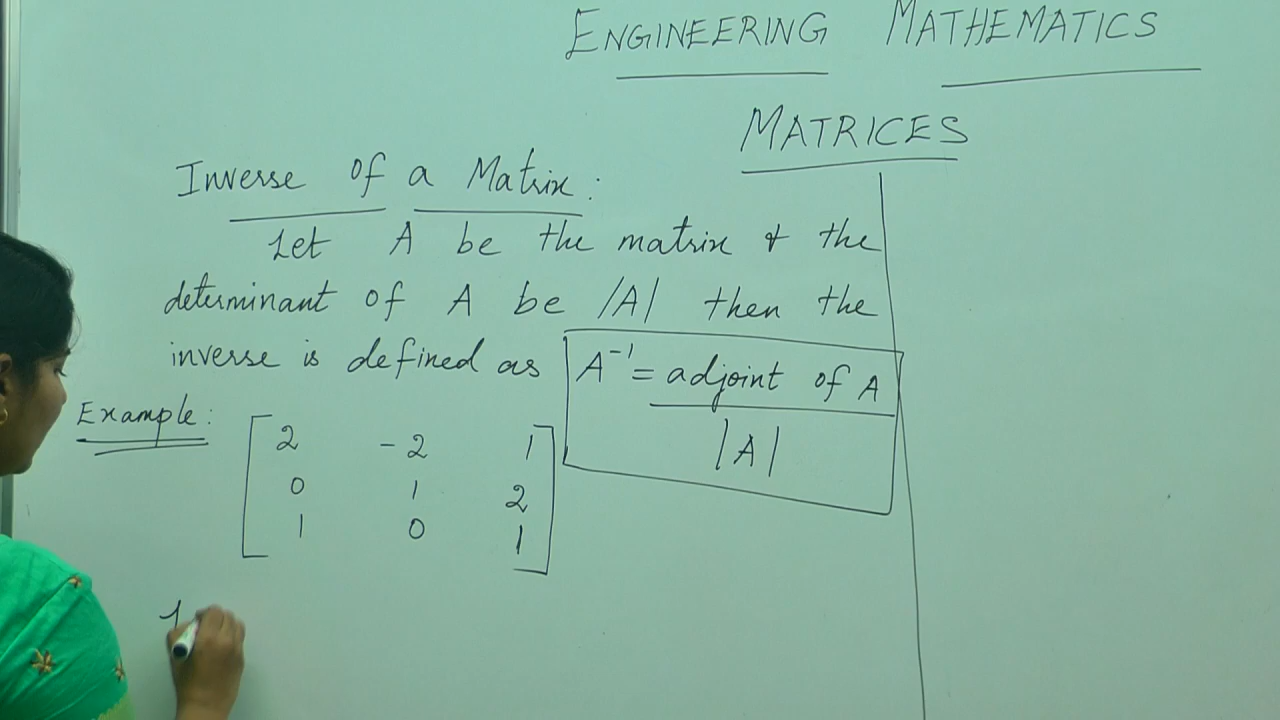 ENGINEERING MATHEMATICS
MATRICES
Inverse of a Matrix :
Let A be the matrix & the
determinant of A be |A| then the
inverse is defined as A⁻¹ = adjoint of A
|A|
Example :
2 -2 1
0 1 2
1 0 1